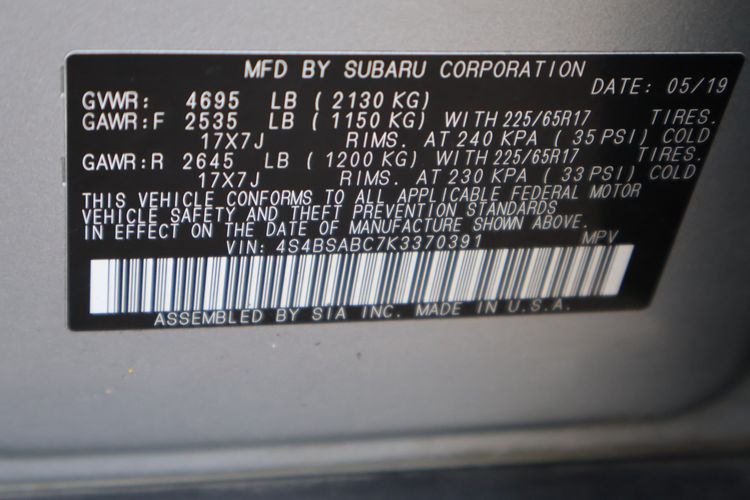 MFD BY SUBARU CORPORATION
DATE: 05/19
GVWR: 4695 LB ( 2130 KG)
GAWR:F 2535 LB ( 1150 KG) WITH 225/65R17 TIRES.
17X7J RIMS. AT 240 KPA ( 35 PSI) COLD
GAWR:R 2645 LB ( 1200 KG) WITH 225/65R17 TIRES.
17X7J RIMS. AT 230 KPA ( 33 PSI) COLD
THIS VEHICLE CONFORMS TO ALL APPLICABLE FEDERAL MOTOR
VEHICLE SAFETY AND THEFT PREVENTION STANDARDS
IN EFFECT ON THE DATE OF MANUFACTURE SHOWN ABOVE.
VIN: 4S4BSABC7K3370391 MPV
ASSEMBLED BY SIA INC. MADE IN U.S.A.